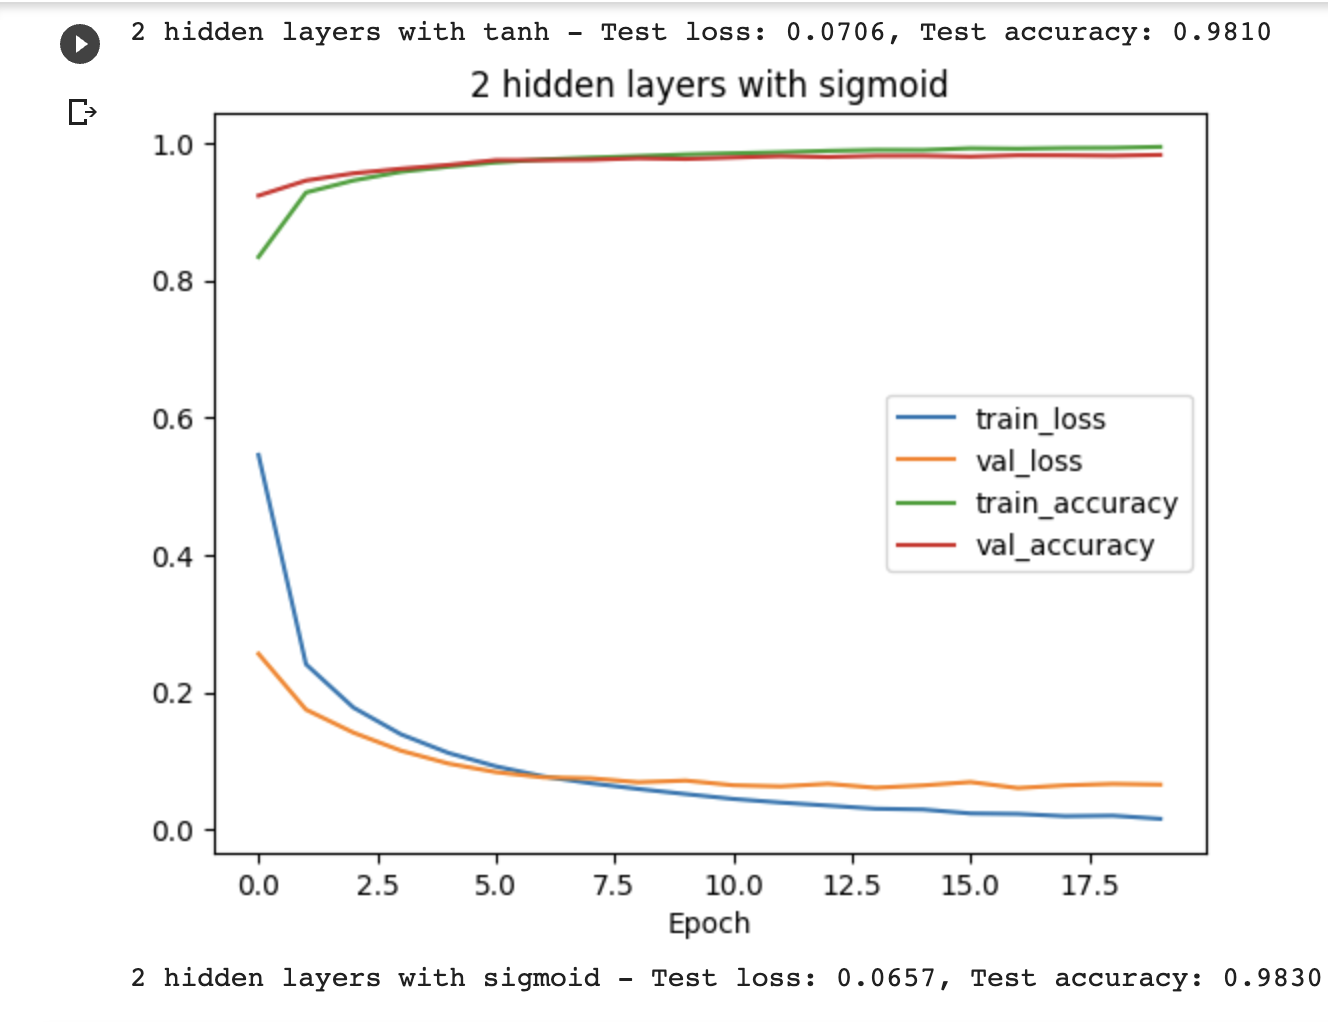 2 hidden layers with tanh - Test loss: 0.0706, Test accuracy: 0.9810
2 hidden layers with sigmoid
1.0
0.8
0.6
0.4
0.2
0.0
train_loss
val_loss
train_accuracy
val_accuracy
0.0 2.5 5.0 7.5 10.0 12.5 15.0 17.5
Epoch
2 hidden layers with sigmoid - Test loss: 0.0657, Test accuracy: 0.9830